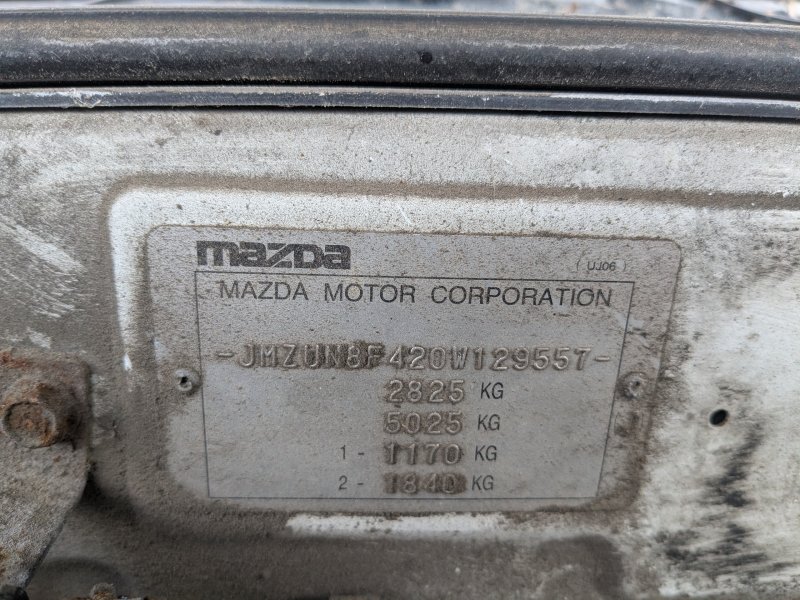 mazda
(UJ06)
MAZDA MOTOR CORPORATION
-JMZUN8F420W129557-
2825 KG
5025 KG
1- 1170 KG
2- 1840 KG